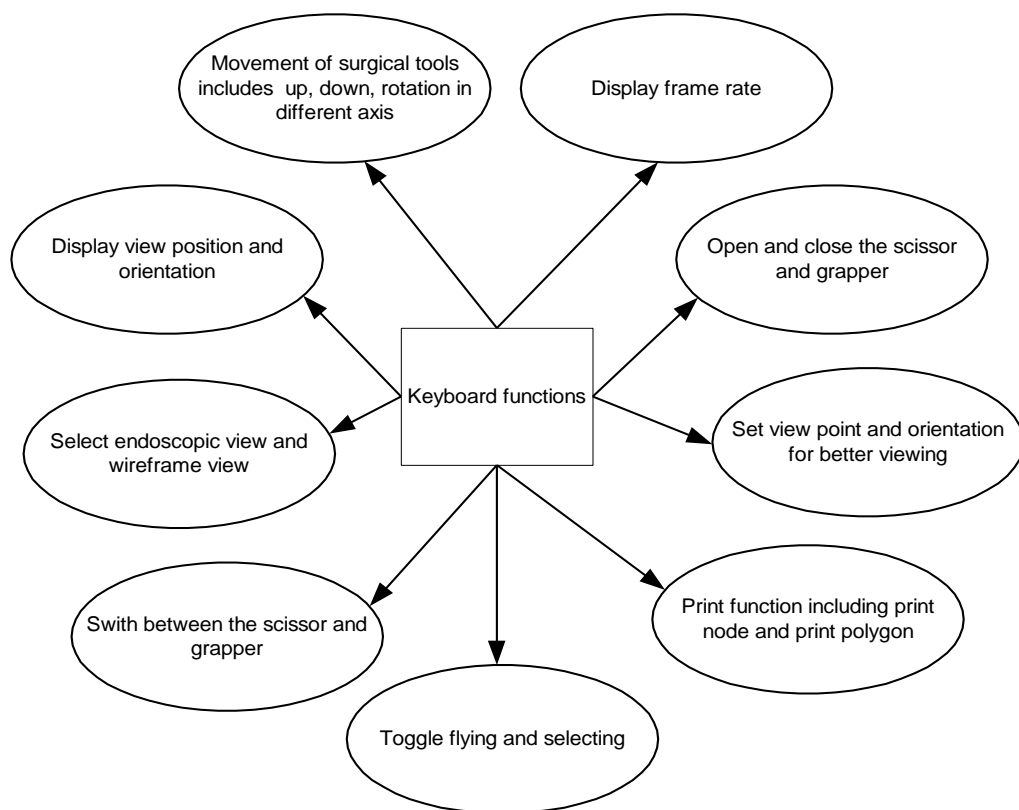 Movement of surgical tools
includes  up, down, rotation in
different axis
Display frame rate
Display view position and
orientation
Open and close the scissor
and grapper
Keyboard functions
Select endoscopic view and
wireframe view
Set view point and orientation
for better viewing
Swith between the scissor and
grapper
Print function including print
node and print polygon
Toggle flying and selecting